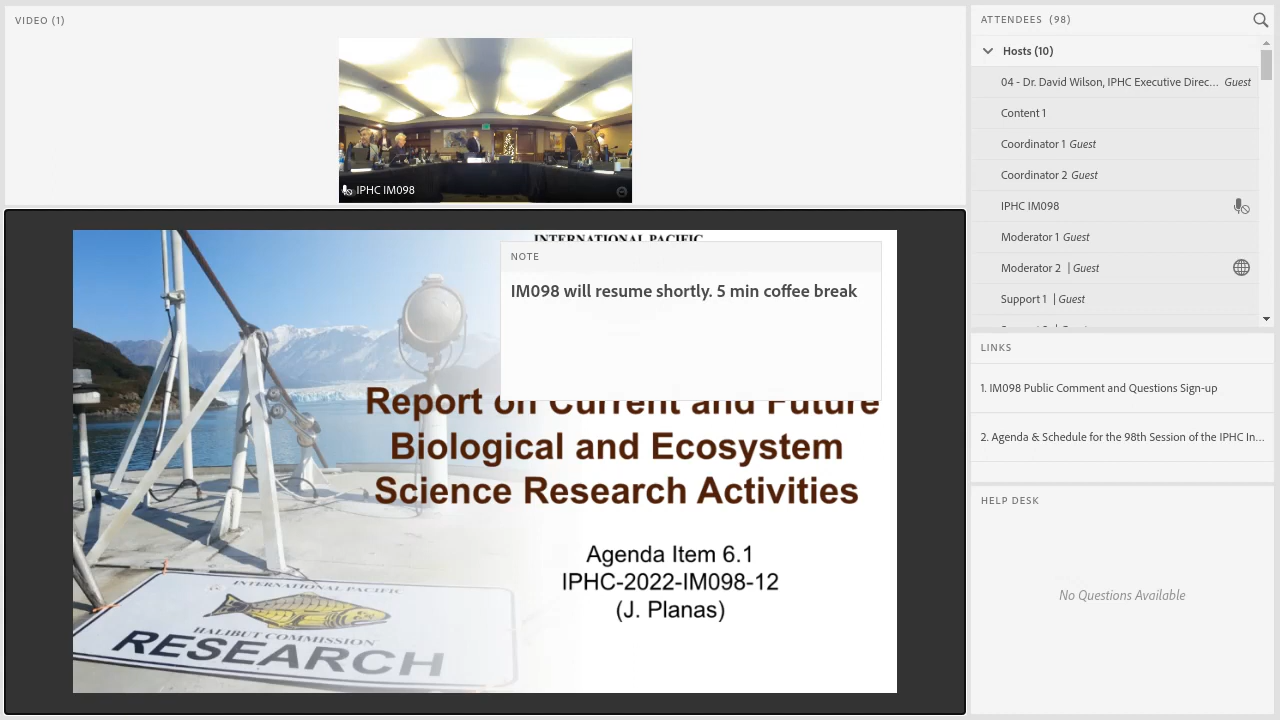 VIDEO (1)
IPHC IM098
INTERNATIONAL PACIFIC
NOTE
IM098 will resume shortly. 5 min coffee break
Report on Current and Future
Biological and Ecosystem
Science Research Activities
Agenda Item 6.1
IPHC-2022-IM098-12
(J. Planas)
INTERNATIONAL PACIFIC
HALIBUT COMMISSION
RESEARCH
ATTENDEES (98)
Hosts (10)
04 - Dr. David Wilson, IPHC Executive Direc... Guest
Content 1
Coordinator 1 Guest
Coordinator 2 Guest
IPHC IM098
Moderator 1 Guest
Moderator 2 | Guest
Support 1 | Guest
LINKS
1. IM098 Public Comment and Questions Sign-up
2. Agenda & Schedule for the 98th Session of the IPHC In...
HELP DESK
No Questions Available